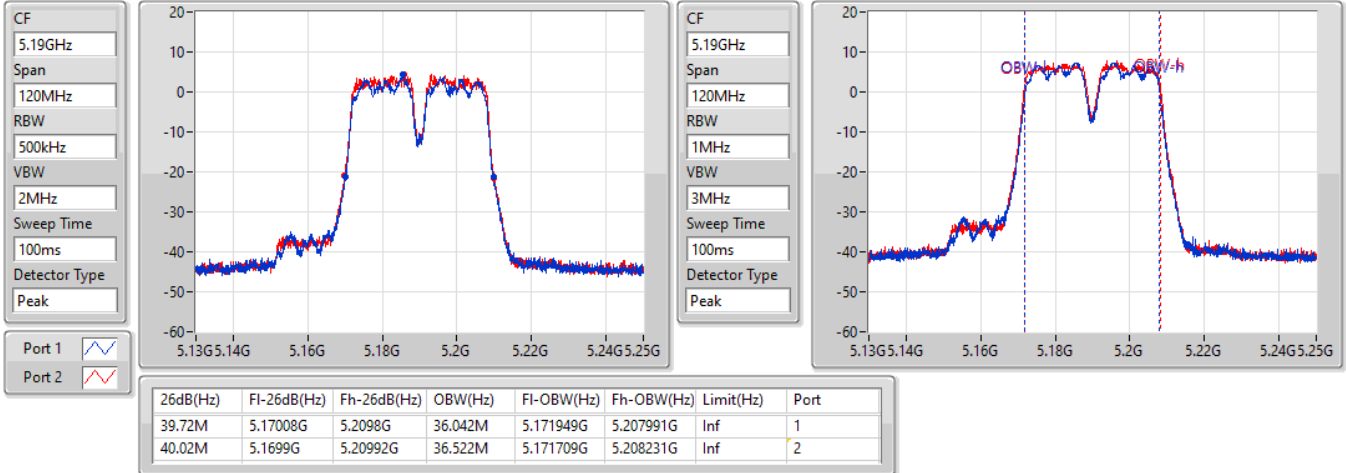 CF
5.19GHz
Span
120MHz
RBW
500kHz
VBW
2MHz
Sweep Time
100ms
Detector Type
Peak
Port 1
Port 2
20
10
0
-10
-20
-30
-40
-50
-60
5.13G 5.14G 5.16G 5.18G 5.2G 5.22G 5.24G 5.25G
CF
5.19GHz
Span
120MHz
RBW
1MHz
VBW
3MHz
Sweep Time
100ms
Detector Type
Peak
20
10
0
-10
-20
-30
-40
-50
-60
OBW-h
5.13G 5.14G 5.16G 5.18G 5.2G 5.22G 5.24G 5.25G
26dB(Hz) Fl-26dB(Hz) Fh-26dB(Hz) OBW(Hz) Fl-OBW(Hz) Fh-OBW(Hz) Limit(Hz) Port
39.72M 5.17008G 5.2098G 36.042M 5.171949G 5.207991G Inf 1
40.02M 5.1699G 5.20992G 36.522M 5.171709G 5.208231G Inf 2